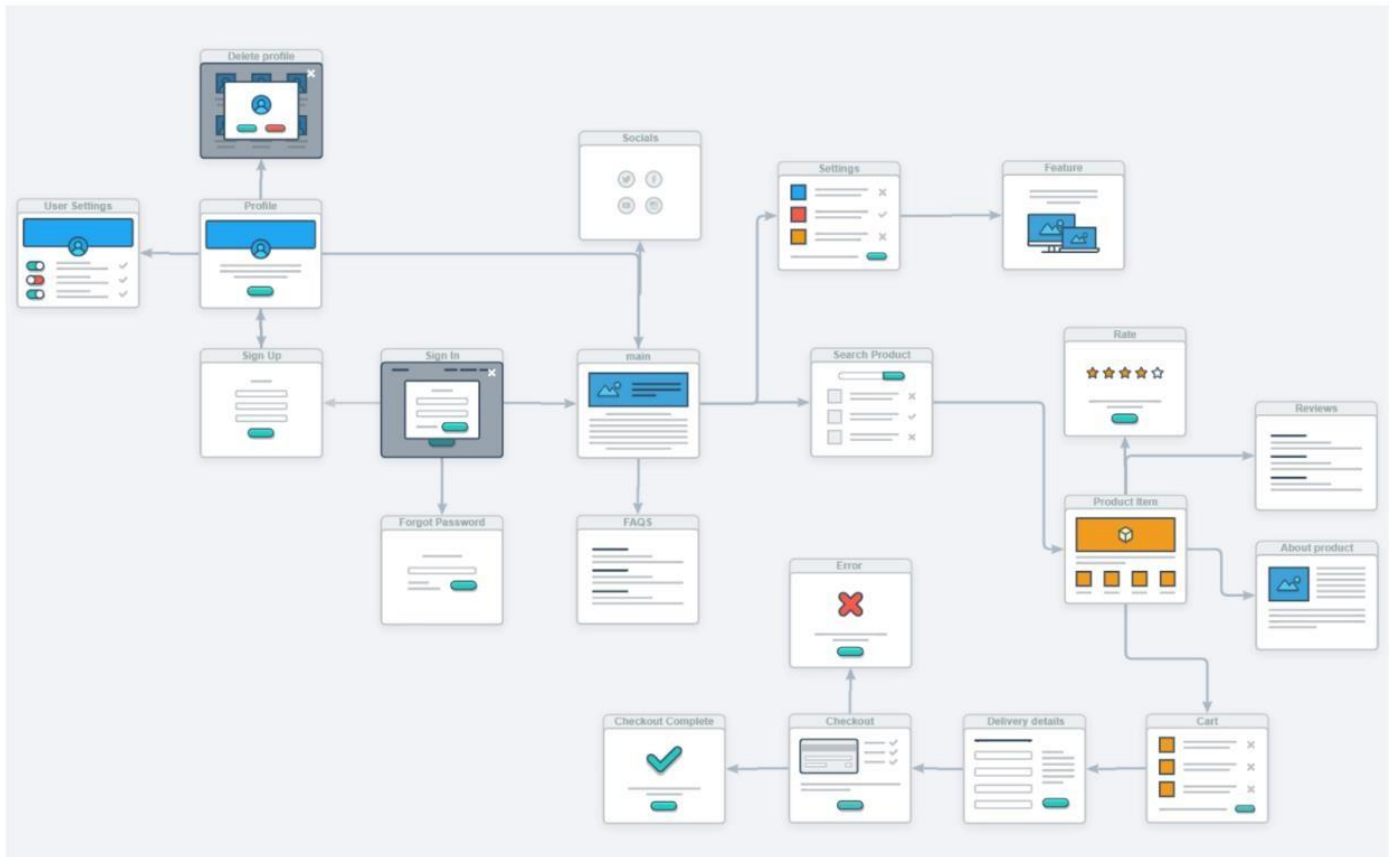 Delete profile
Socials
Settings
Feature
User Settings
Profile
Sign Up
Sign In
main
Search Product
Rate
Reviews
Product Item
Forgot Password
FAQS
About product
Error
Checkout Complete
Checkout
Delivery details
Cart